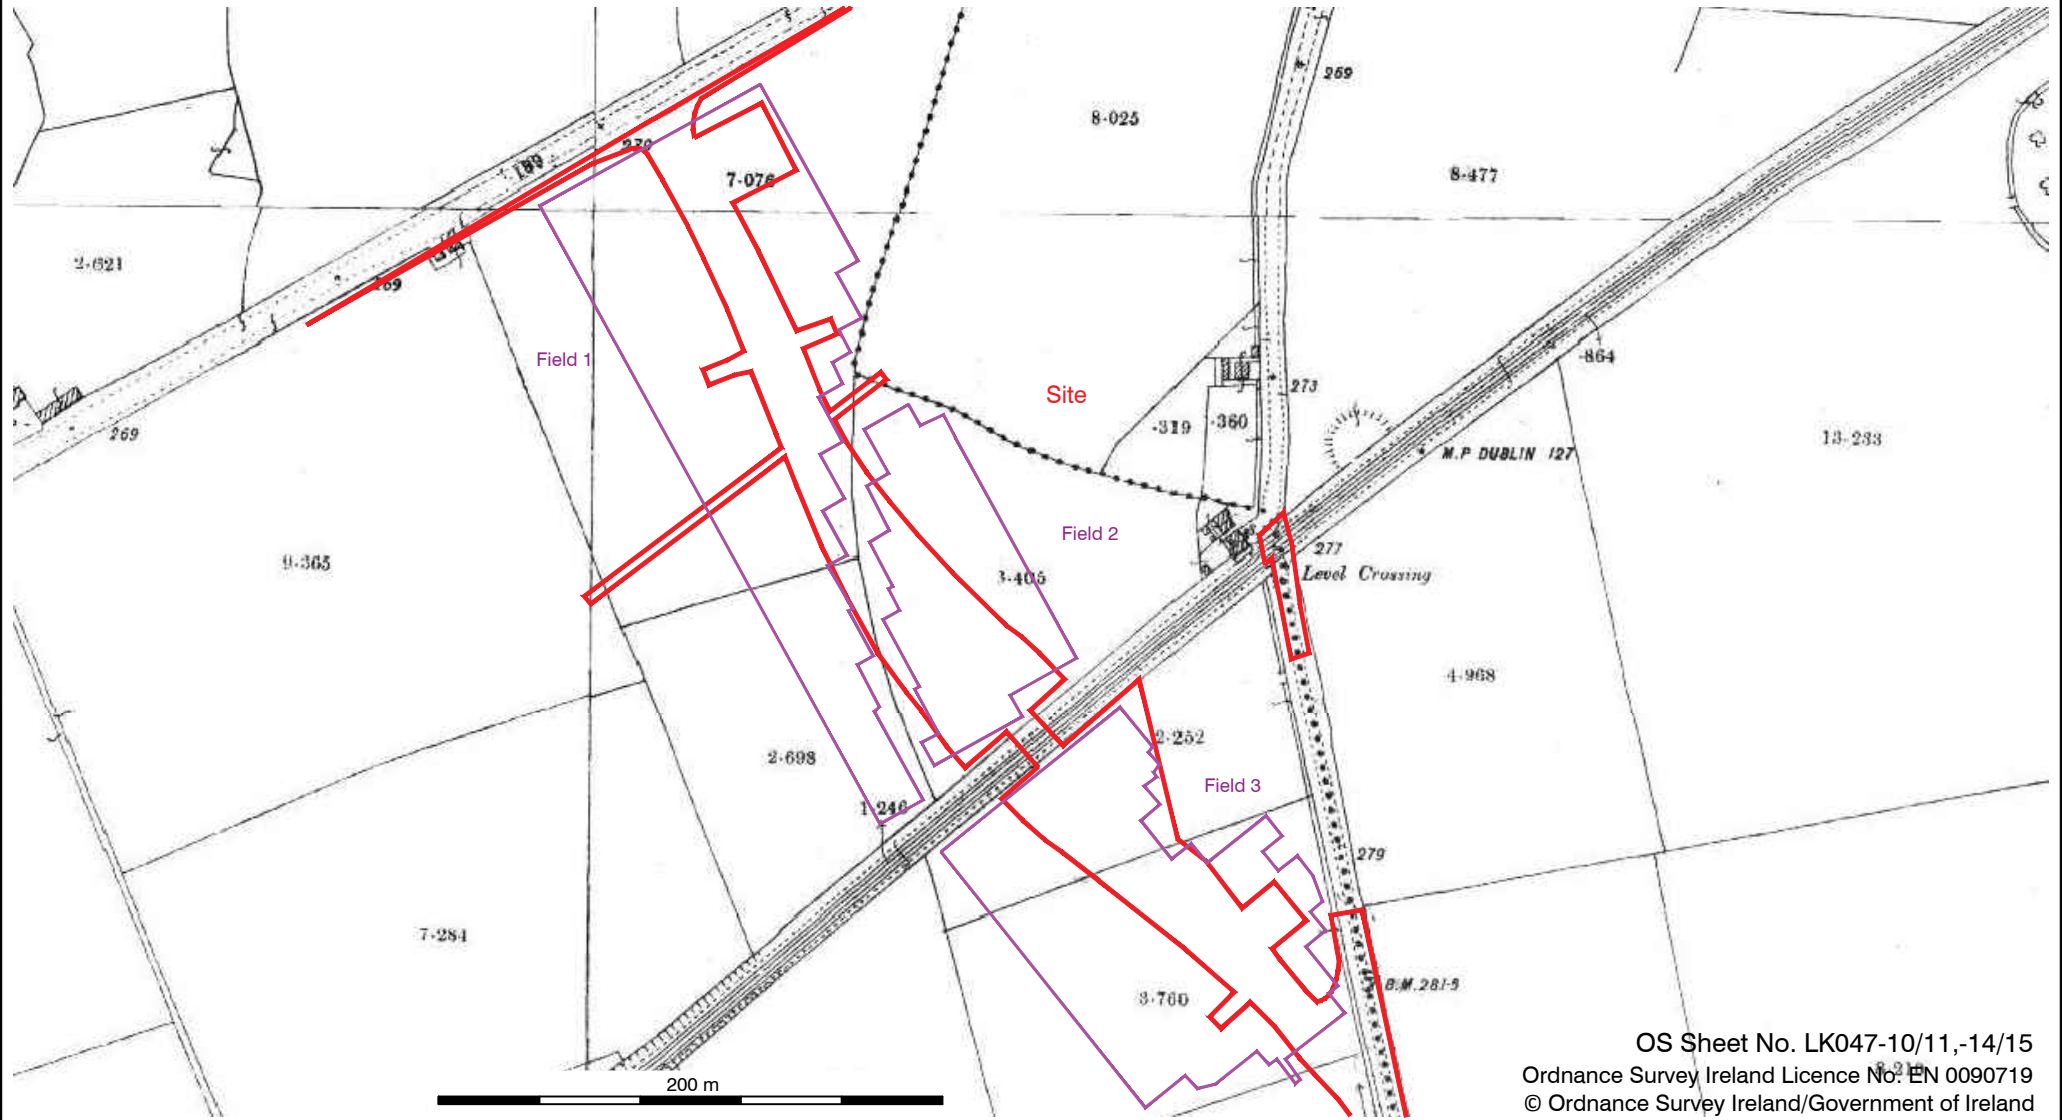 269
8·025
8·477
189
270
7·076
2·621
269
Field 1
-864
Site
273
-319
·360
269
M.P DUBLIN 127
13·233
Field 2
9·365
3·405
277
Level Crossing
4·968
2·252
2·698
Field 3
1·246
279
7·284
3·760
B.M.281·5
OS Sheet No. LK047-10/11,-14/15
200 m
Ordnance Survey Ireland Licence No. EN 0090719
© Ordnance Survey Ireland/Government of Ireland